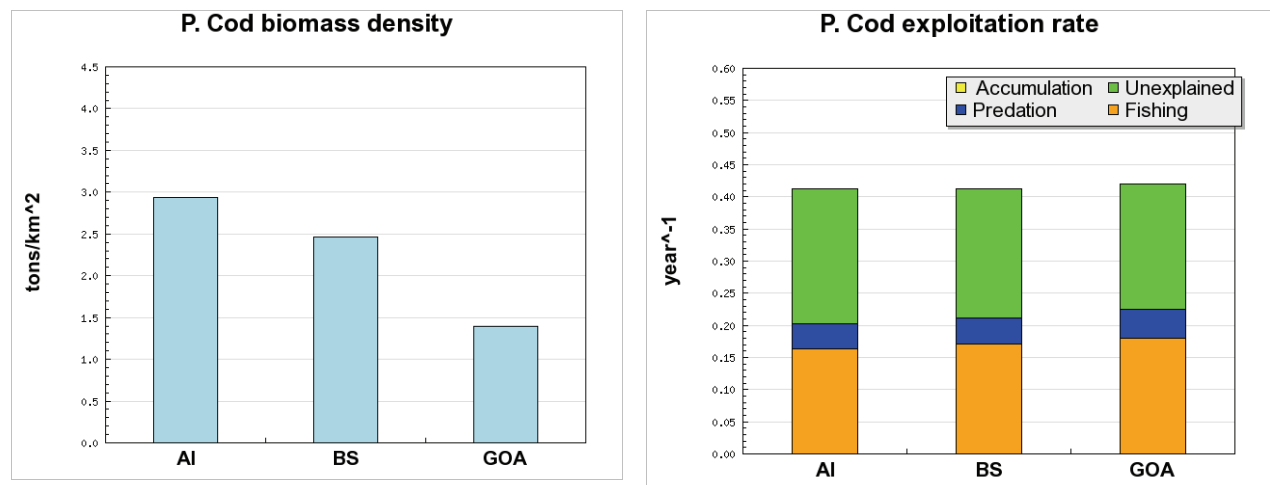 P. Cod biomass density
4.5
4.0
3.5
3.0
2.5
2.0
1.5
1.0
0.5
0.0
tons/km^2
AI BS GOA
P. Cod exploitation rate
0.60
0.55
0.50
0.45
0.40
0.35
0.30
0.25
0.20
0.15
0.10
0.05
0.00
year^-1
Accumulation Unexplained
Predation Fishing
AI BS GOA